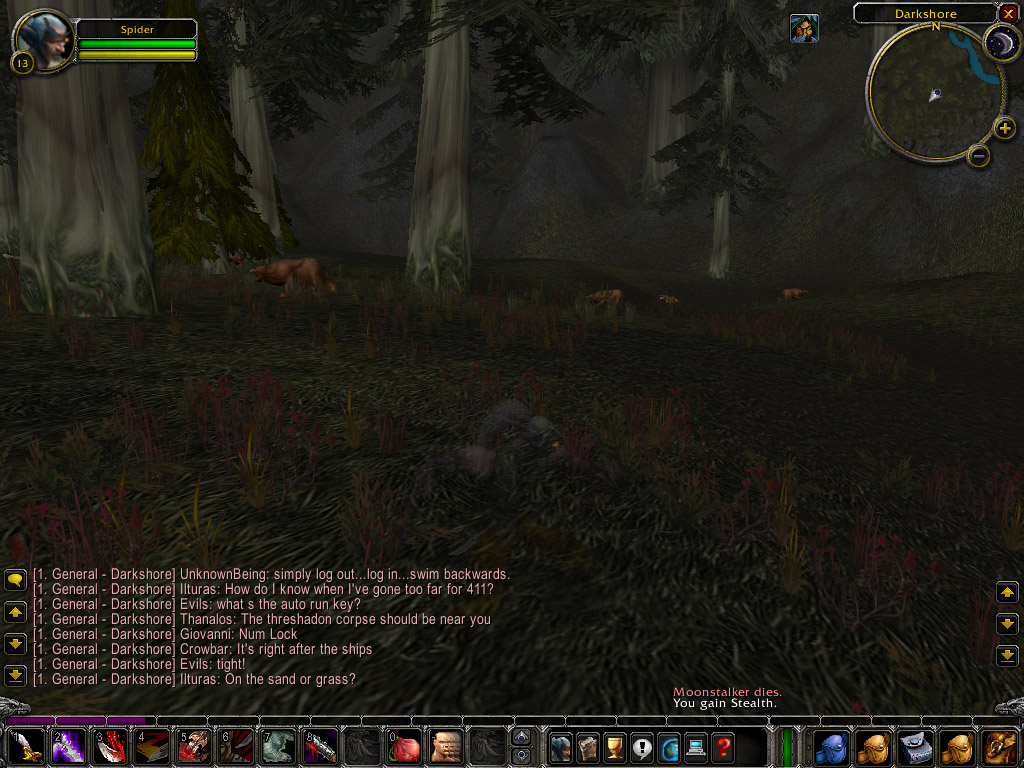 Spider
13
Darkshore
N
[1. General - Darkshore] UnknownBeing: simply log out...log in...swim backwards.
[1. General - Darkshore] Ilturas: How do I know when I've gone too far for 411?
[1. General - Darkshore] Evils: what s the auto run key?
[1. General - Darkshore] Thanalos: The threshadon corpse should be near you
[1. General - Darkshore] Giovanni: Num Lock
[1. General - Darkshore] Crowbar: It's right after the ships
[1. General - Darkshore] Evils: tight!
[1. General - Darkshore] Ilturas: On the sand or grass?
Moonstalker dies.
You gain Stealth.
1 2 3 4 5 6 7 8 0